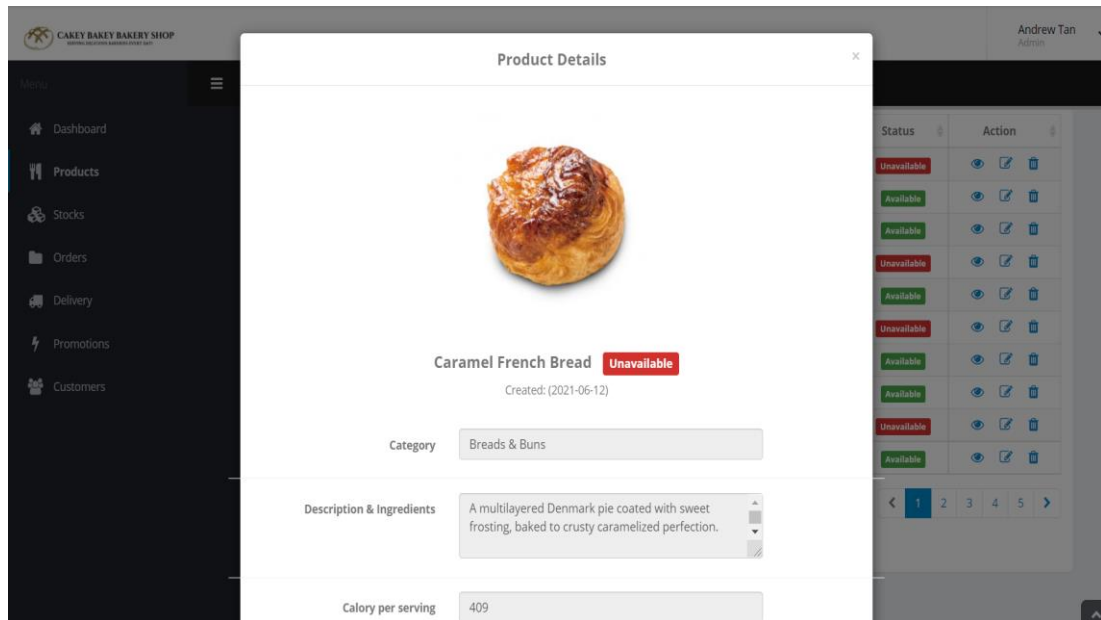 CAKEY BAKEY BAKERY SHOP
Andrew Tan
Admin
Menu
Dashboard
Products
Stocks
Orders
Delivery
Promotions
Customers
Product Details
×
Caramel French Bread Unavailable
Created: (2021-06-12)
Category Breads & Buns
Description & Ingredients A multilayered Denmark pie coated with sweet
frosting, baked to crusty caramelized perfection.
Calory per serving 409
Status Action
Unavailable
Available
Available
Unavailable
Available
Unavailable
Available
Available
Unavailable
Available
1 2 3 4 5